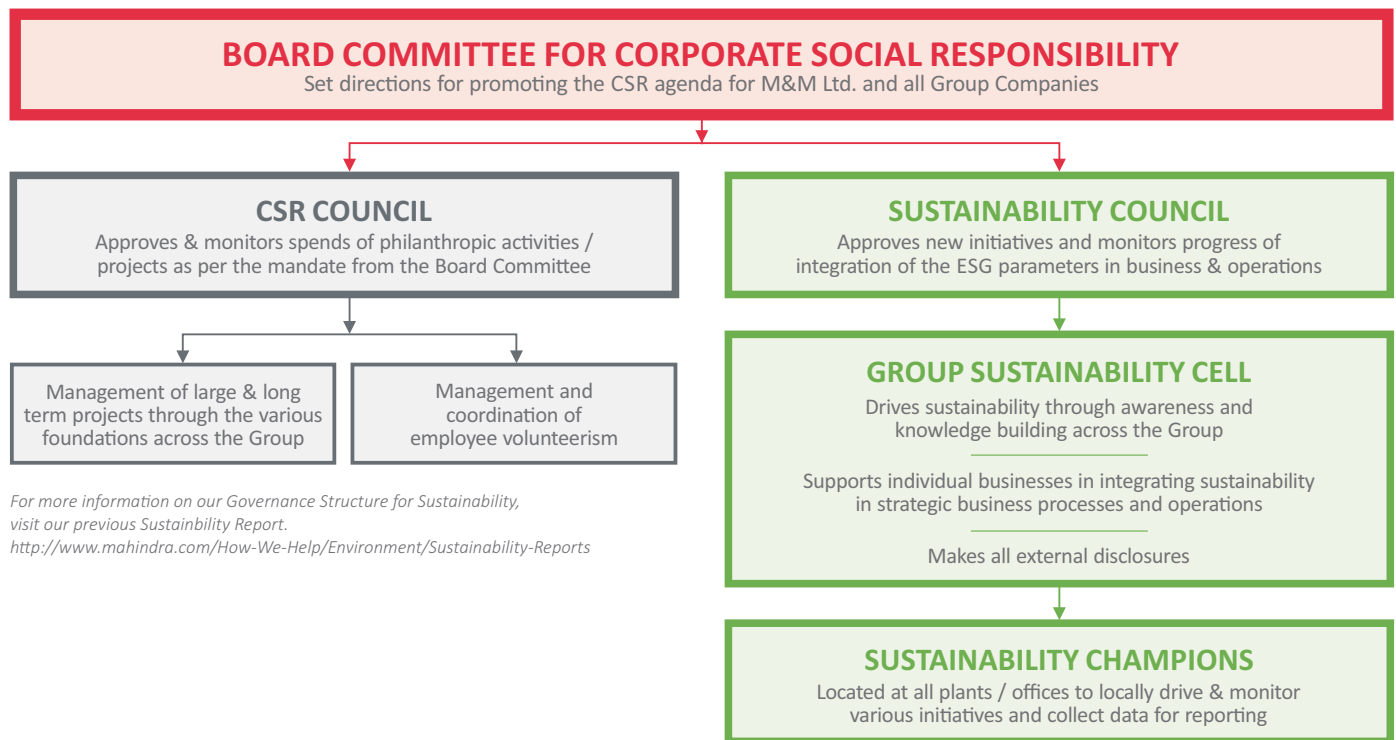 BOARD COMMITTEE FOR CORPORATE SOCIAL RESPONSIBILITY
Set directions for promoting the CSR agenda for M&M Ltd. and all Group Companies
CSR COUNCIL
Approves & monitors spends of philanthropic activities /
projects as per the mandate from the Board Committee
Management of large & long
term projects through the various
foundations across the Group
Management and
coordination of
employee volunteerism
For more information on our Governance Structure for Sustainability,
visit our previous Sustainbility Report.
http://www.mahindra.com/How-We-Help/Environment/Sustainability-Reports
SUSTAINABILITY COUNCIL
Approves new initiatives and monitors progress of
integration of the ESG parameters in business & operations
GROUP SUSTAINABILITY CELL
Drives sustainability through awareness and
knowledge building across the Group
Supports individual businesses in integrating sustainability
in strategic business processes and operations
Makes all external disclosures
SUSTAINABILITY CHAMPIONS
Located at all plants / offices to locally drive & monitor
various initiatives and collect data for reporting